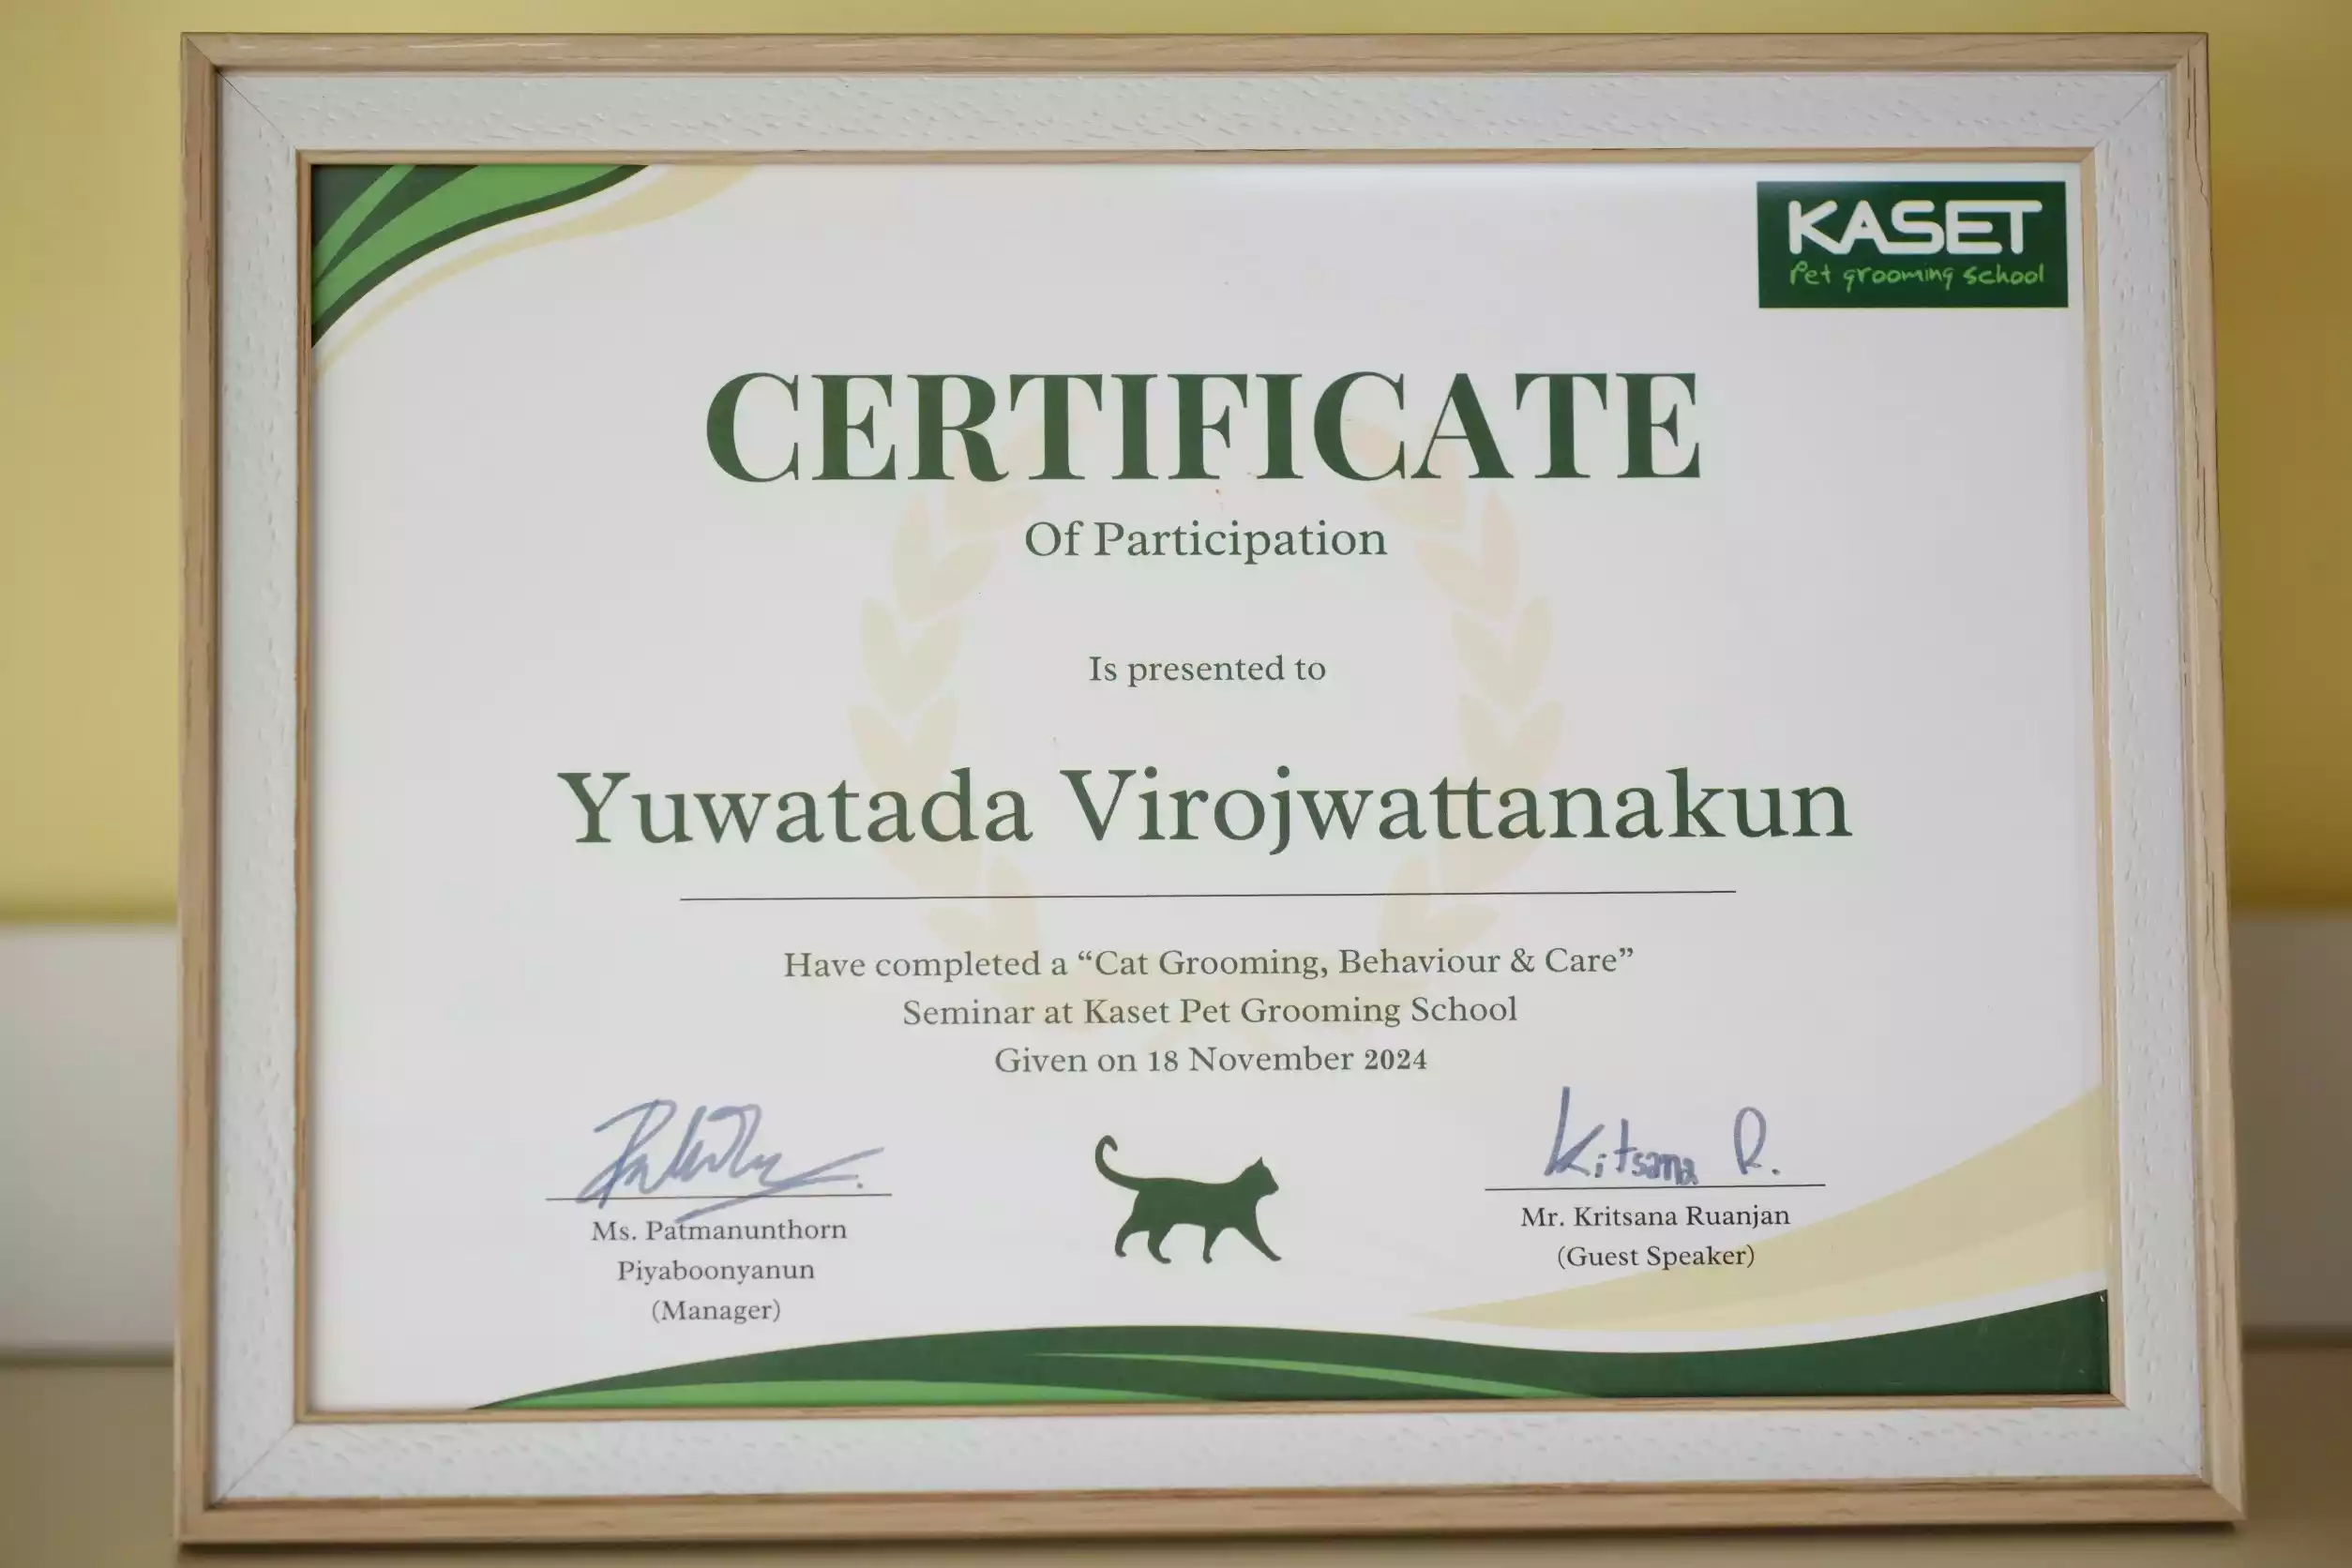 KASET
Pet grooming school
CERTIFICATE
Of Participation
Is presented to
Yuwatada Virojwattanakun
Have completed a “Cat Grooming, Behaviour & Care”
Seminar at Kaset Pet Grooming School
Given on 18 November 2024
Kitsana R.
Ms. Patmanunthorn
Piyaboonyanun
(Manager)
Mr. Kritsana Ruanjan
(Guest Speaker)